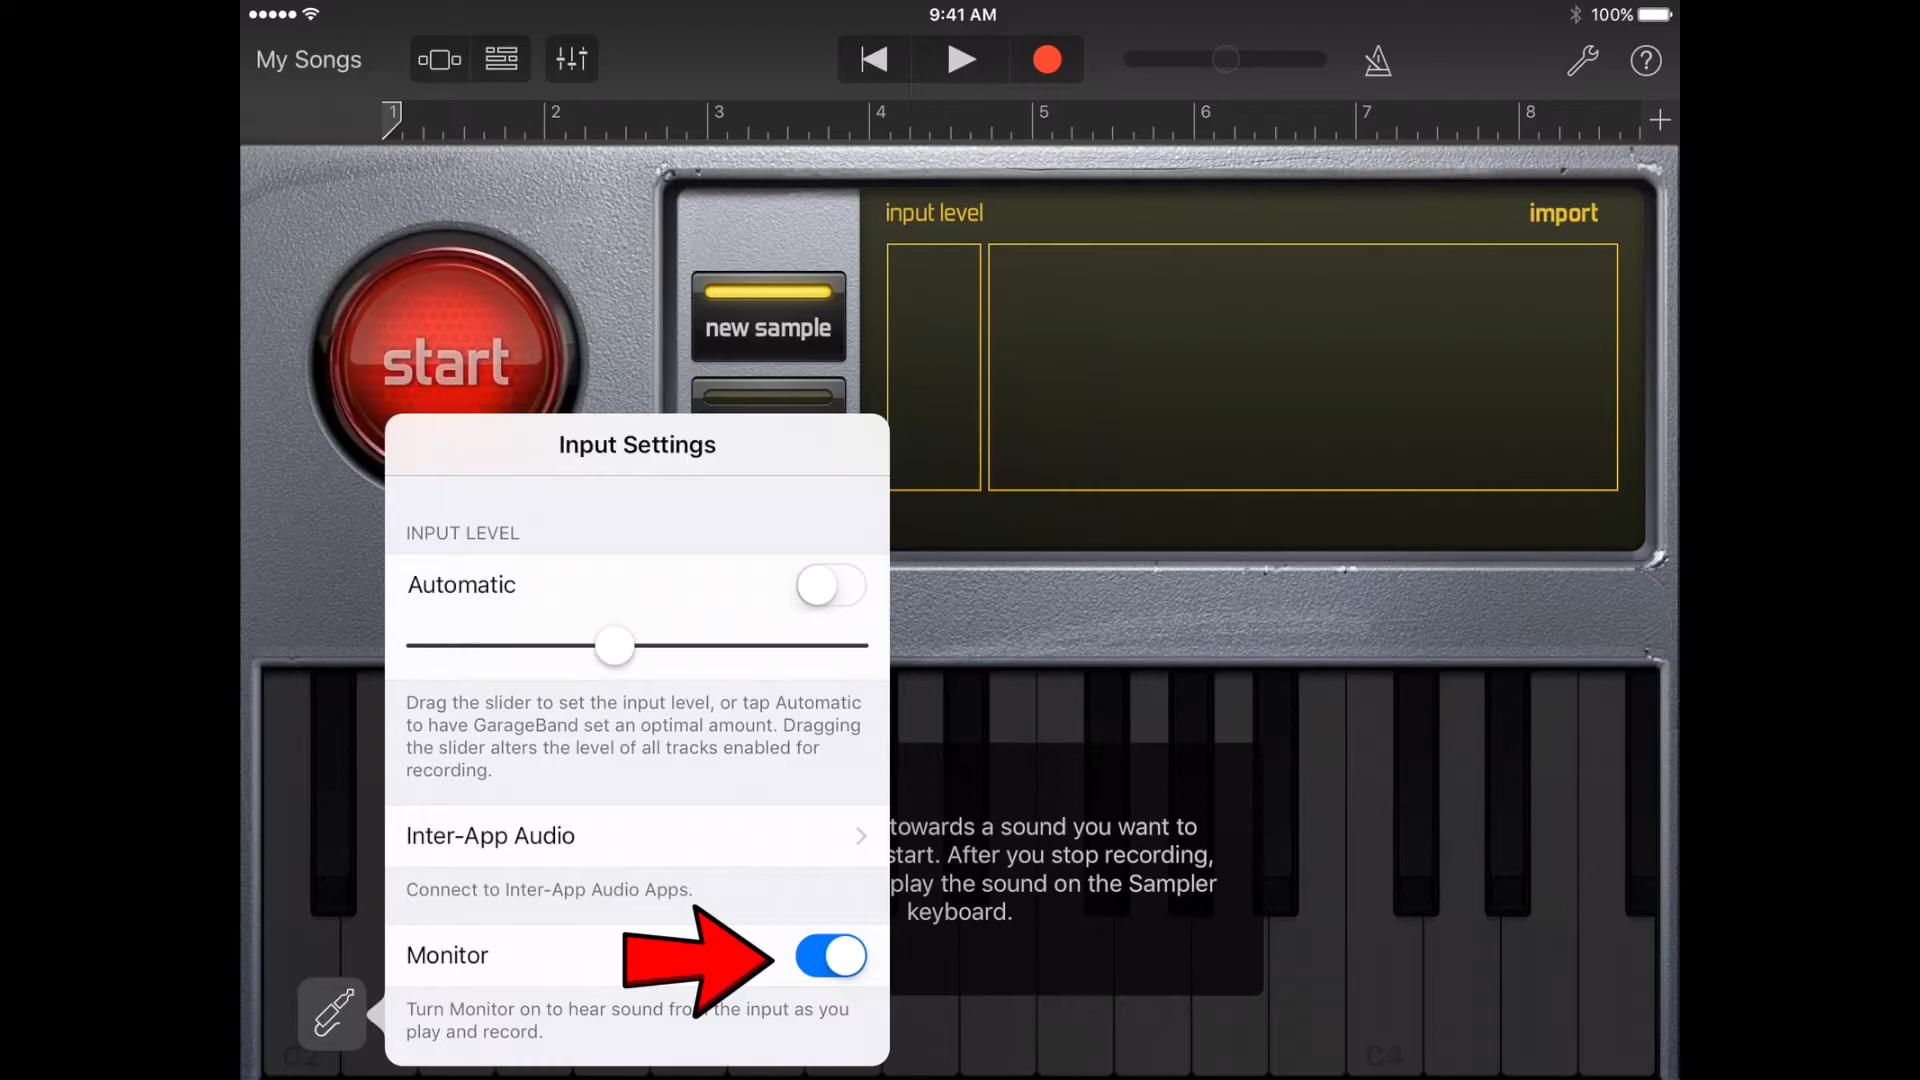 9:41 AM
100%
My Songs
1 2 3 4 5 6 7 8
input level
import
new sample
start
Input Settings
INPUT LEVEL
Automatic
Drag the slider to set the input level, or tap Automatic
to have GarageBand set an optimal amount. Dragging
the slider alters the level of all tracks enabled for
recording.
Inter-App Audio
Connect to Inter-App Audio Apps.
Monitor
Turn Monitor on to hear sound fro the input as you
play and record.
towards a sound you want to
start. After you stop recording,
play the sound on the Sampler
keyboard.
C2
C4